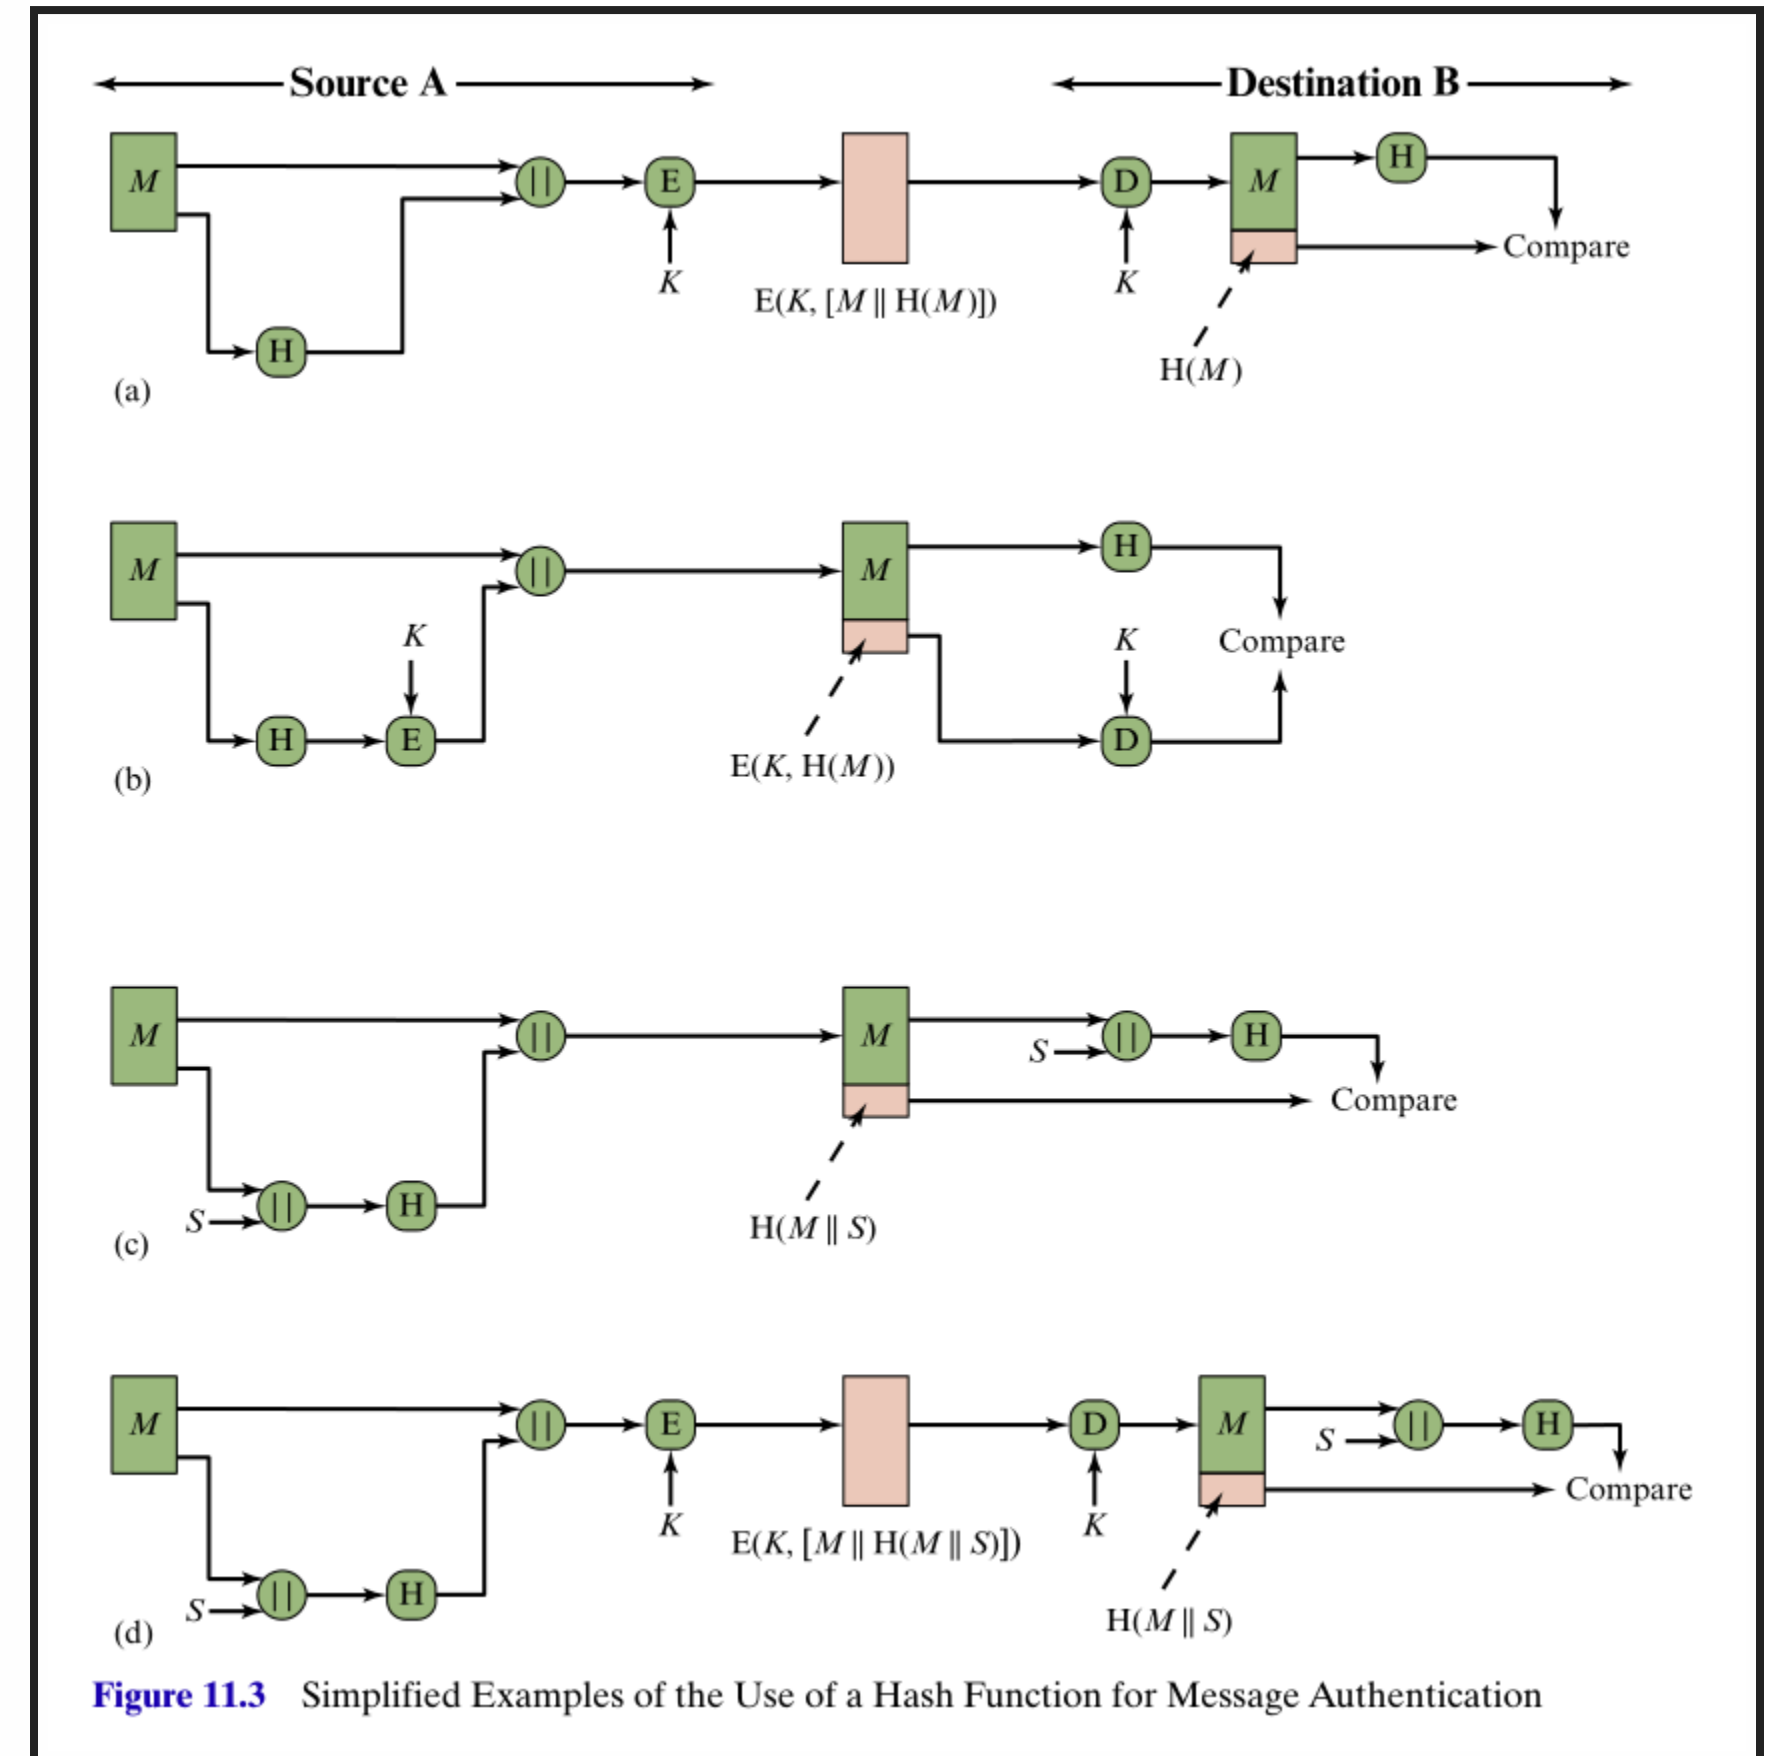 Source A Destination B
M || E D M H
K K Compare
E(K, [M || H(M)])
H H(M)
(a)
M || M H
K K Compare
H E D
E(K, H(M))
(b)
M || M || H
S Compare
S || H
H(M || S)
(c)
M || E D M || H
S Compare
K K
E(K, [M || H(M || S)])
S || H
H(M || S)
(d)
Figure 11.3 Simplified Examples of the Use of a Hash Function for Message Authentication